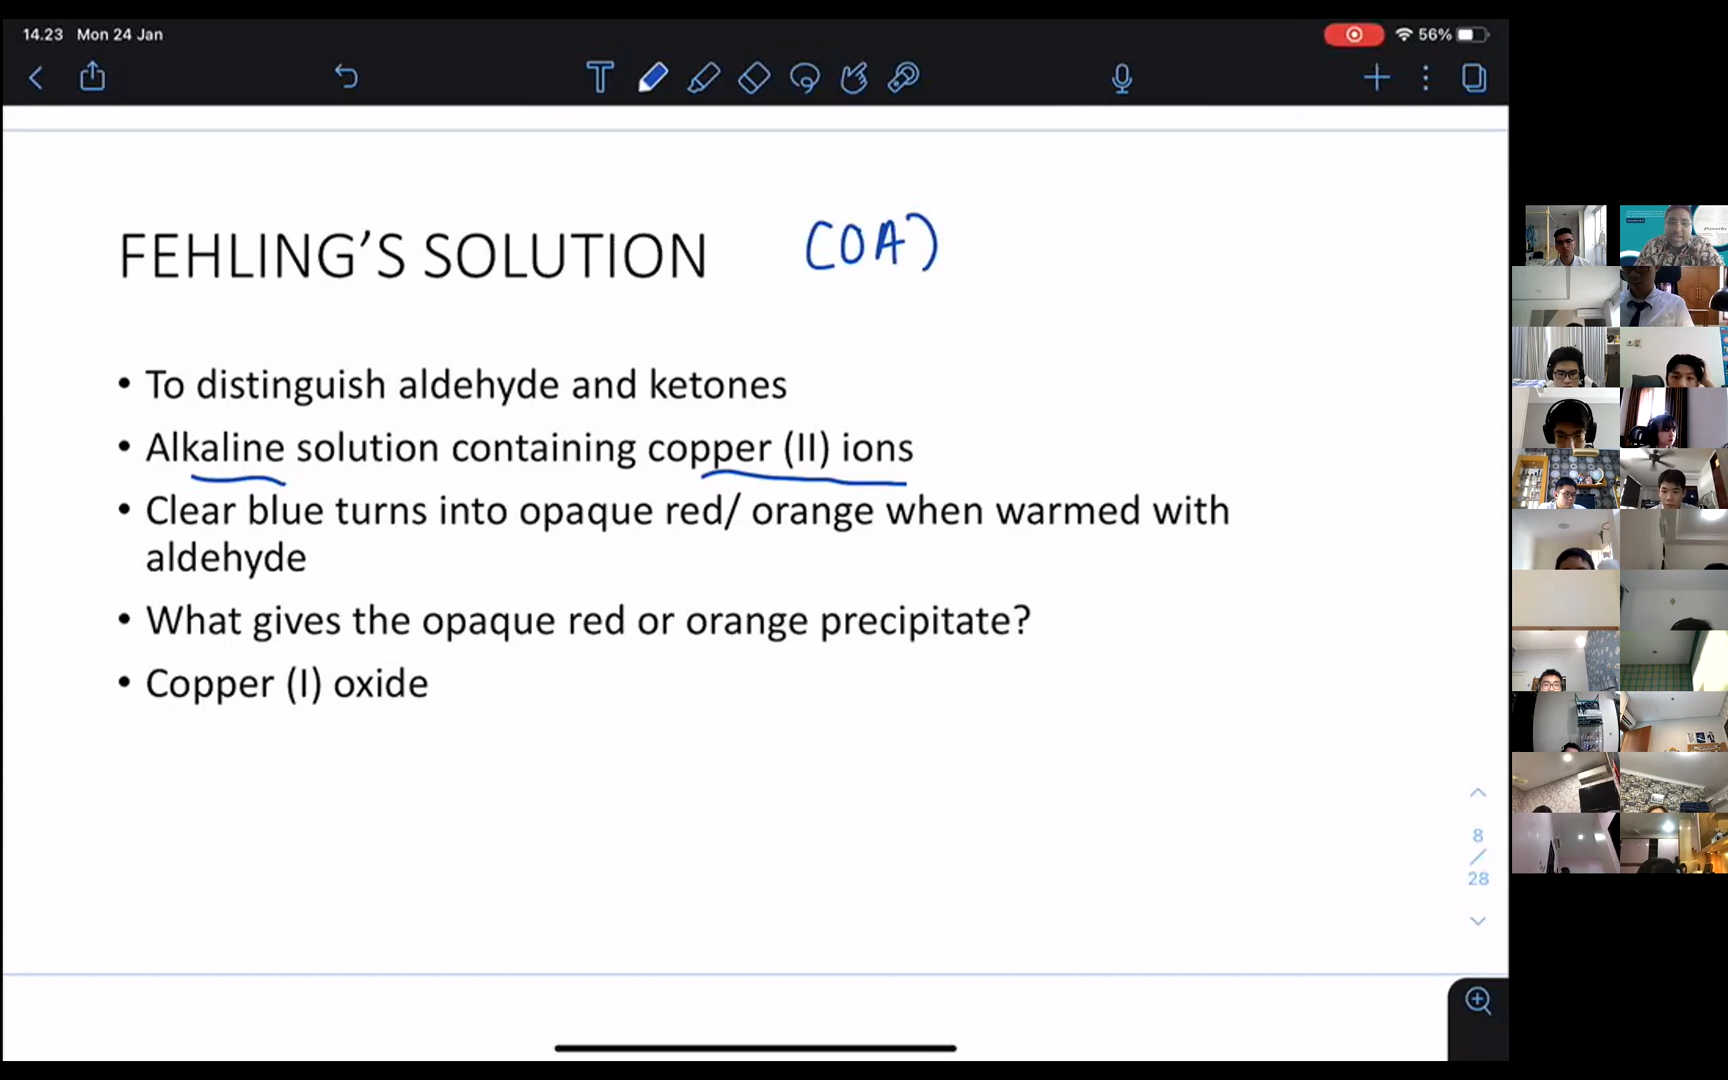 14.23 Mon 24 Jan
56%
FEHLING'S SOLUTION (OA)
• To distinguish aldehyde and ketones
• Alkaline solution containing copper (II) ions
• Clear blue turns into opaque red/ orange when warmed with
aldehyde
• What gives the opaque red or orange precipitate?
• Copper (I) oxide
8
/
28